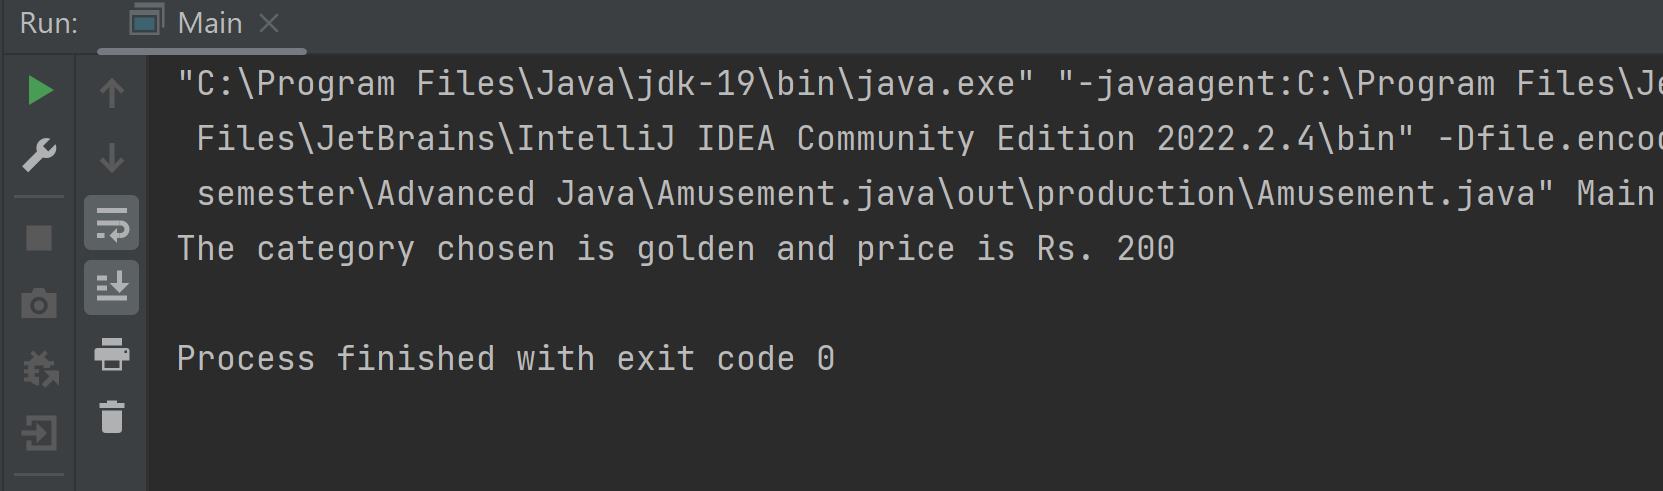 Run: Main
"C:\Program Files\Java\jdk-19\bin\java.exe" "-javaagent:C:\Program Files\Je
Files\JetBrains\IntelliJ IDEA Community Edition 2022.2.4\bin" -Dfile.enco
semester\Advanced Java\Amusement.java\out\production\Amusement.java" Main
The category chosen is golden and price is Rs. 200
Process finished with exit code 0